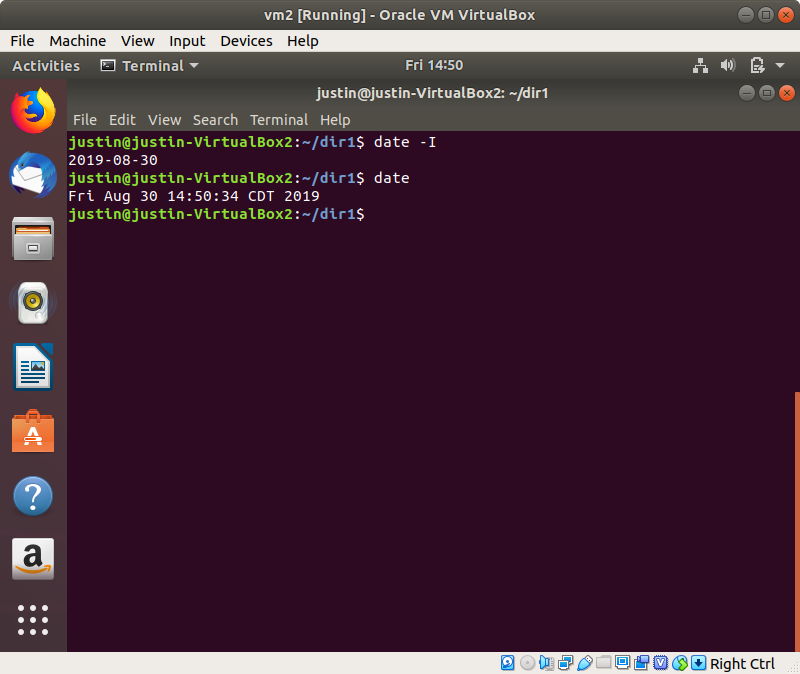 vm2 [Running] - Oracle VM VirtualBox
File Machine View Input Devices Help
Activities Terminal Fri 14:50
justin@justin-VirtualBox2: ~/dir1
File Edit View Search Terminal Help
justin@justin-VirtualBox2:~/dir1$ date -I
2019-08-30
justin@justin-VirtualBox2:~/dir1$ date
Fri Aug 30 14:50:34 CDT 2019
justin@justin-VirtualBox2:~/dir1$
A
?
a
Right Ctrl